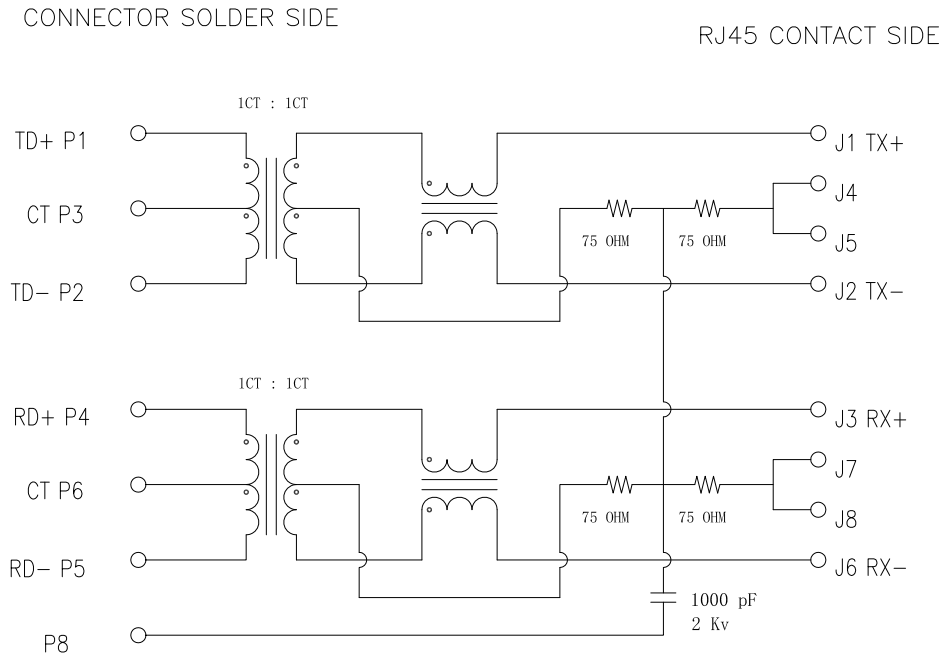 CONNECTOR SOLDER SIDE
RJ45 CONTACT SIDE
1CT : 1CT
TD+ P1
J1 TX+
J4
CT P3
75 OHM
75 OHM
J5
TD- P2
J2 TX-
1CT : 1CT
RD+ P4
J3 RX+
J7
CT P6
75 OHM
75 OHM
J8
RD- P5
J6 RX-
1000 pF
2 Kv
P8